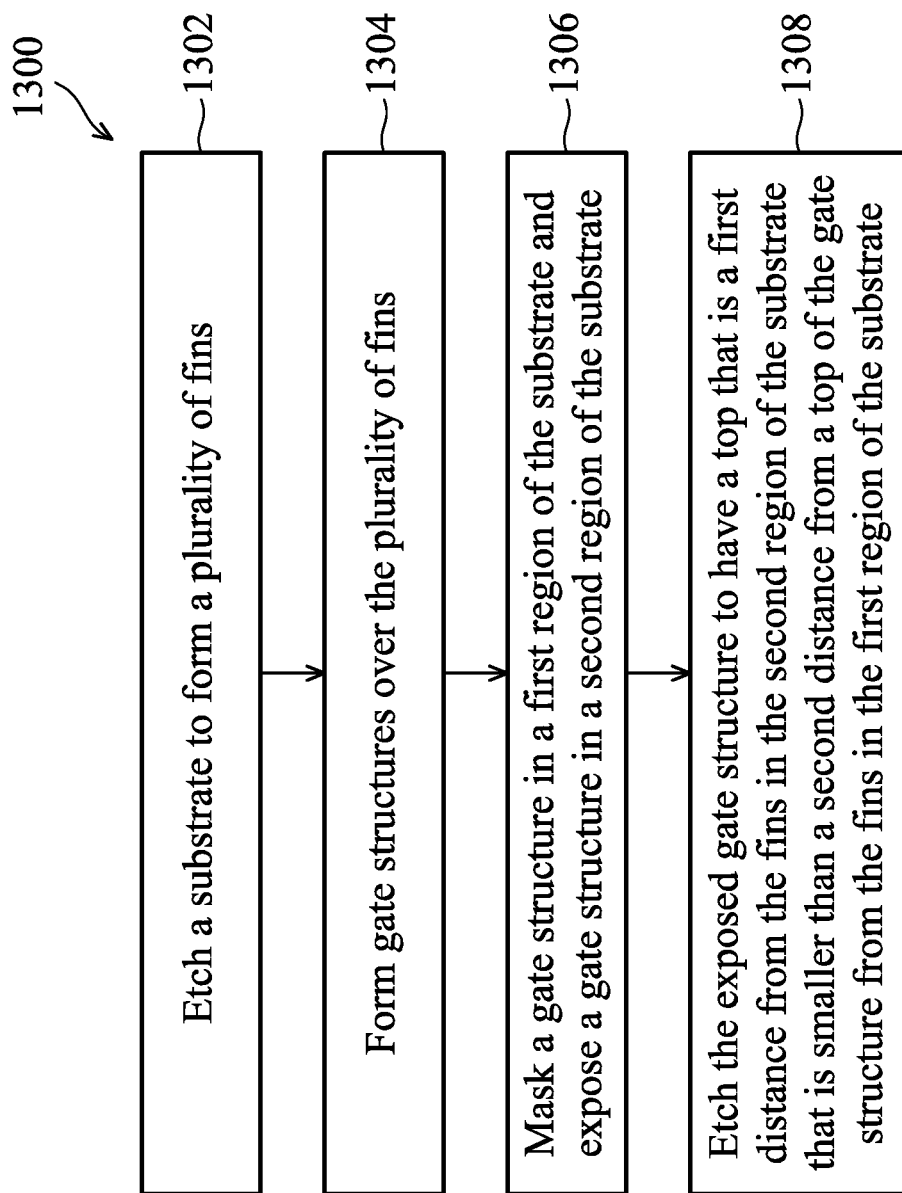 1300
Etch a substrate to form a plurality of fins
1302
Form gate structures over the plurality of fins
1304
Mask a gate structure in a first region of the substrate and
expose a gate structure in a second region of the substrate
1306
Etch the exposed gate structure to have a top that is a first
distance from the fins in the second region of the substrate
that is smaller than a second distance from a top of the gate
structure from the fins in the first region of the substrate
1308